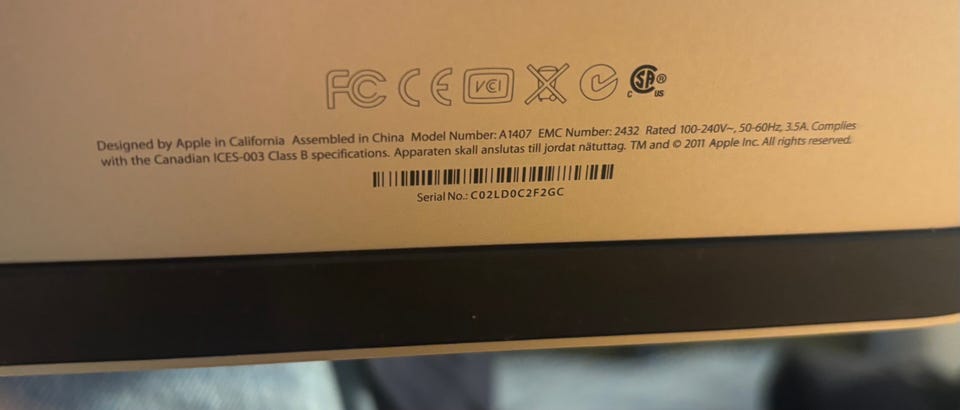 FC CE VCI SA® C US
Designed by Apple in California Assembled in China Model Number: A1407 EMC Number: 2432 Rated 100-240V~, 50-60Hz, 3.5A. Complies
with the Canadian ICES-003 Class B specifications. Apparaten skall anslutas till jordat nätuttag. TM and © 2011 Apple Inc. All rights reserved.
Serial No.: C02LD0C2F2GC